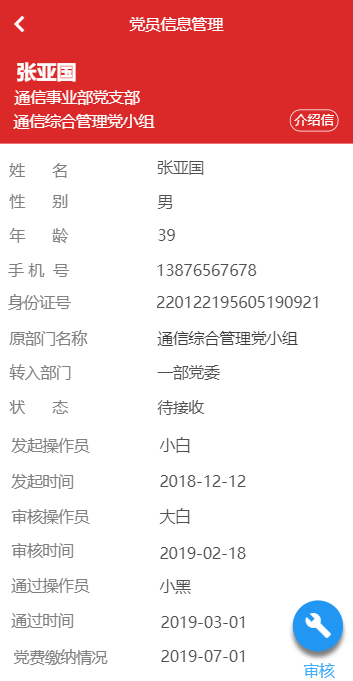 党员信息管理
张亚国
通信事业部党支部
通信综合管理党小组 介绍信
姓 名 张亚国
性 别 男
年 龄 39
手 机 号 13876567678
身份证号 220122195605190921
原部门名称 通信综合管理党小组
转入部门 一部党委
状 态 待接收
发起操作员 小白
发起时间 2018-12-12
审核操作员 大白
审核时间 2019-02-18
通过操作员 小黑
通过时间 2019-03-01
党费缴纳情况 2019-07-01
审核